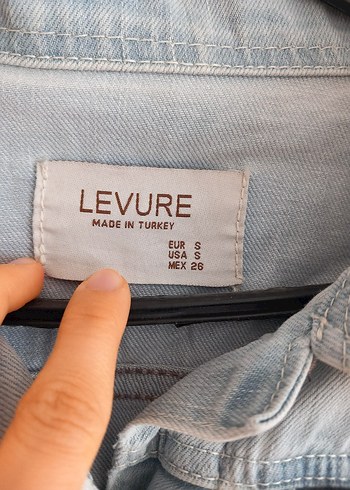 LEVURE
MADE IN TURKEY
EUR S
USA S
MEX 26